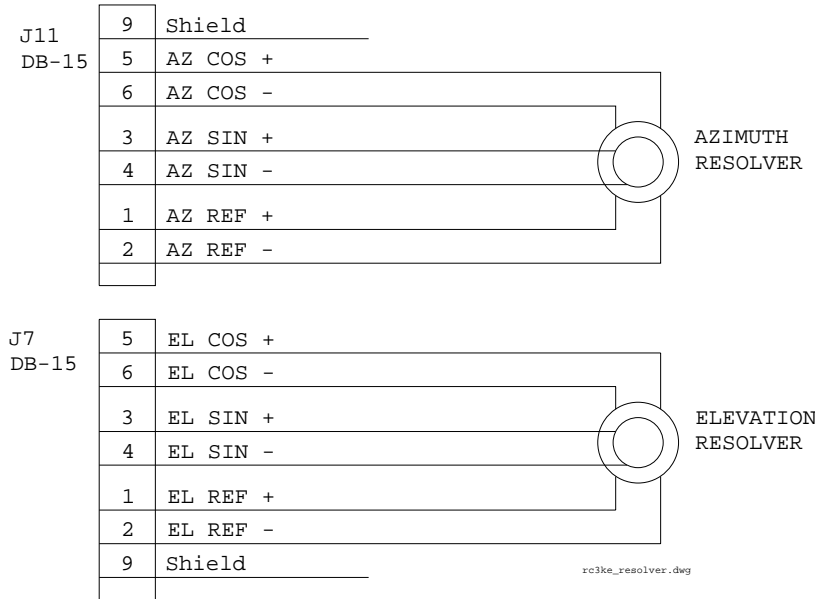 J11
DB-15
9 Shield
5 AZ COS +
6 AZ COS -
3 AZ SIN +
4 AZ SIN -
1 AZ REF +
2 AZ REF -
AZIMUTH
RESOLVER
J7
DB-15
5 EL COS +
6 EL COS -
3 EL SIN +
4 EL SIN -
1 EL REF +
2 EL REF -
9 Shield
ELEVATION
RESOLVER
rc3ke_resolver.dwg